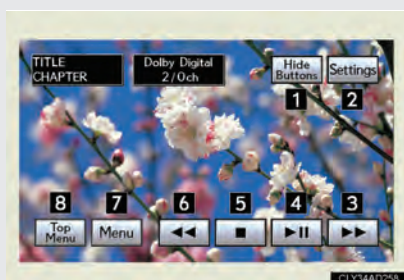 TITLE
CHAPTER
Dolby Digital
2/0ch
Hide
Buttons
Settings
1
2
8
7
6
5
4
3
Top
Menu
Menu
CLY34AD258